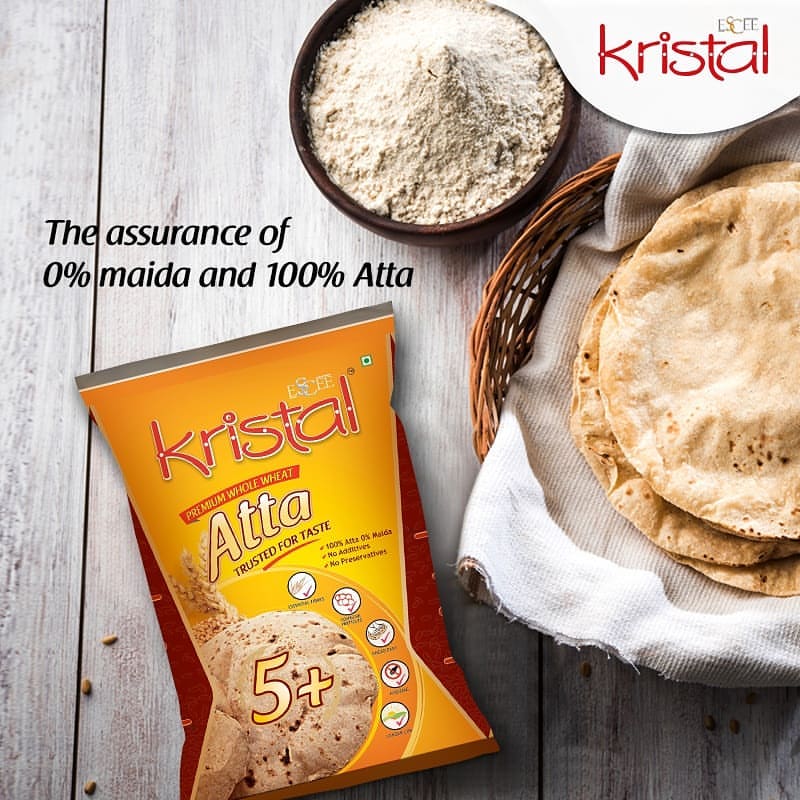 ESCEE
kristal
The assurance of
0% maida and 100% Atta
ESCEE
kristal
PREMIUM WHOLE WHEAT
Atta
TRUSTED FOR TASTE
100% Atta 0% Maida
No Additives
No Preservatives
5+